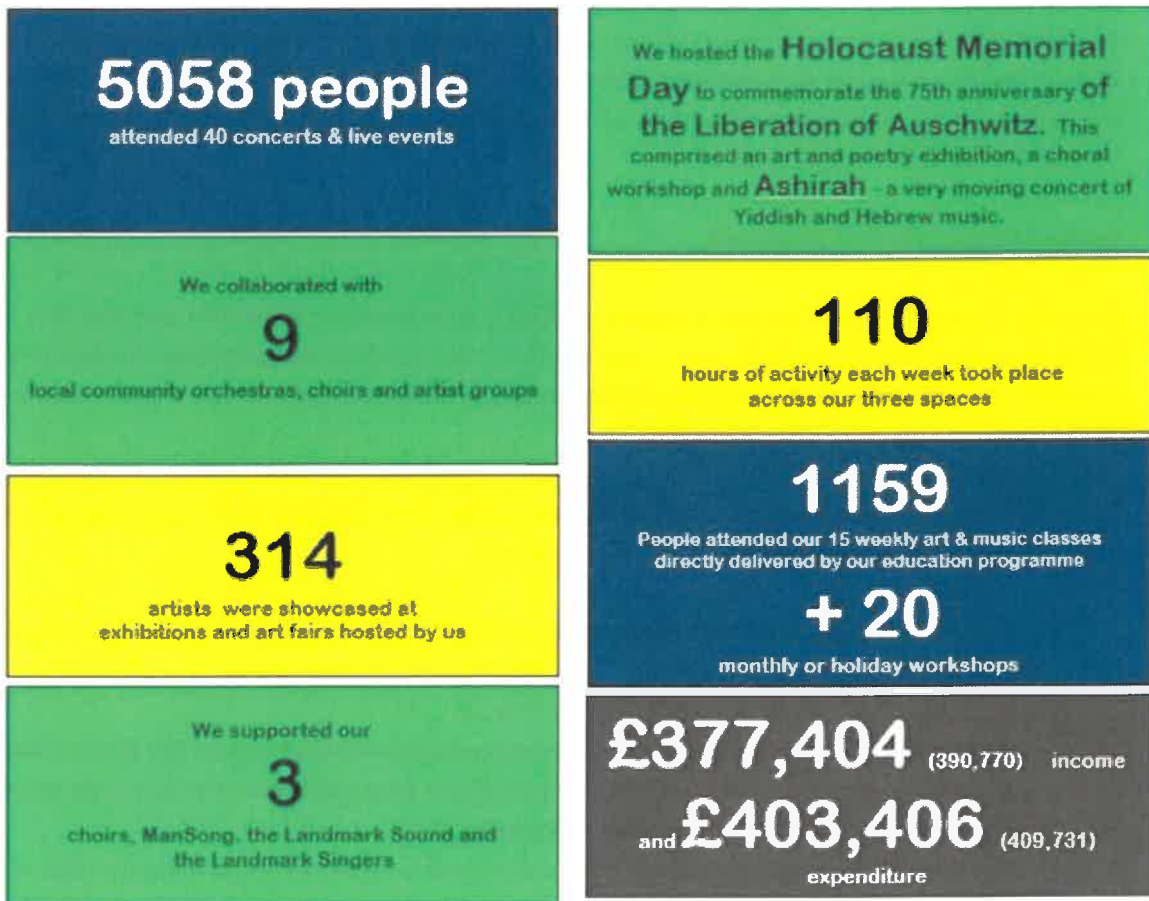 5058 people
attended 40 concerts & live events
We collaborated with
9
local community orchestras, choirs and artist groups
314
artists were showcased at
exhibitions and art fairs hosted by us
We supported our
3
choirs, ManSong, the Landmark Sound and
the Landmark Singers
We hosted the Holocaust Memorial
Day to commemorate the 75th anniversary of
the Liberation of Auschwitz. This
comprised an art and poetry exhibition, a choral
workshop and Ashirah - a very moving concert of
Yiddish and Hebrew music.
110
hours of activity each week took place
across our three spaces
1159
People attended our 15 weekly art & music classes
directly delivered by our education programme
+ 20
monthly or holiday workshops
£377,404 (390,770) income
and £403,406 (409,731)
expenditure